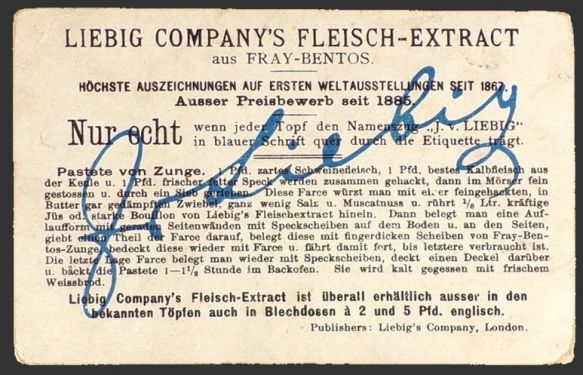 LIEBIG COMPANY'S FLEISCH-EXTRACT
aus FRAY-BENTOS.
HÖCHSTE AUSZEICHNUNGEN AUF ERSTEN WELTAUSSTELLUNGEN SEIT 1867.
Ausser Preisbewerb seit 1885.
Nur echt wenn jeder Topf den Namenszug „J. v. LIEBIG“
in blauer Schrift quer durch die Etiquette trägt.
Pastete von Zunge. 1 Pfd. zartes Schweinefleisch, 1 Pfd. bestes Kalbfleisch aus
der Keule u. 1 Pfd. frischer fetter Speck werden zusammen gehackt, dann im Mörser fein
gestossen u. durch ein Sieb gerieben. Diese Farce würzt man mit ei..er feingehackten, in
Butter gar gedämpften Zwiebel, ganz wenig Salz u. Muscatnuss u. rührt 1/8 Ltr. kräftige
Jüs od. starke Bouillon von Liebig's Fleischextract hinein. Dann belegt man eine Auf-
laufform mit geraden Seitenwänden mit Speckscheiben auf dem Boden u. an den Seiten,
giebt einen Theil der Farce darauf, belegt diese mit fingerdicken Scheiben von Fray-Ben-
tos-Zunge, bedeckt diese wieder mit Farce u. fährt damit fort, bis letztere verbraucht ist.
Die letzte Lage Farce belegt man wieder mit Speckscheiben, deckt einen Deckel darüber
u. bäckt die Pastete 1—1 1/2 Stunde im Backofen. Sie wird kalt gegessen mit frischem
Weissbrod.
Liebig Company's Fleisch-Extract ist überall erhältlich ausser in den
bekannten Töpfen auch in Blechdosen à 2 und 5 Pfd. englisch.
Publishers: Liebig's Company, London.
JvLiebig